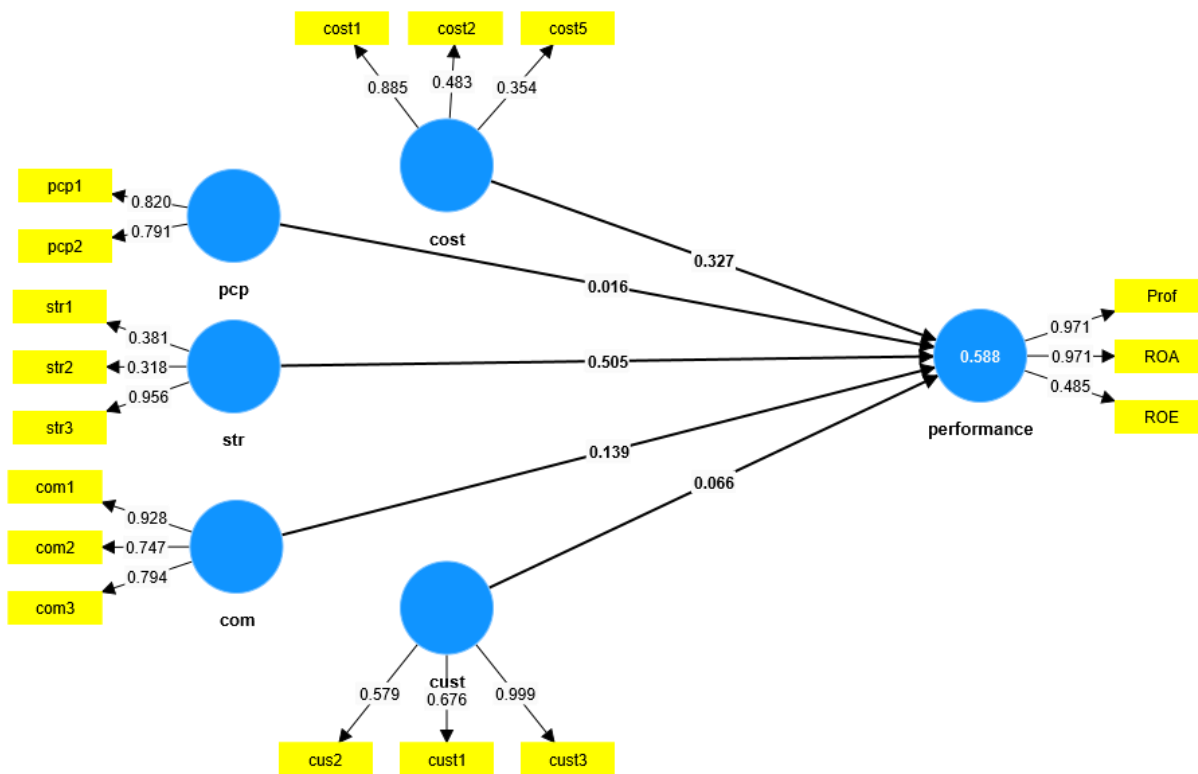 cost1
cost2
cost5
0.885
0.483
0.354
cost
pcp1
pcp2
0.820
0.791
pcp
str1
str2
str3
0.381
0.318
0.956
str
com1
com2
com3
0.928
0.747
0.794
com
cust
0.579
0.676
0.999
cus2
cust1
cust3
0.327
0.016
0.505
0.139
0.066
0.588
performance
0.971
0.971
0.485
Prof
ROA
ROE